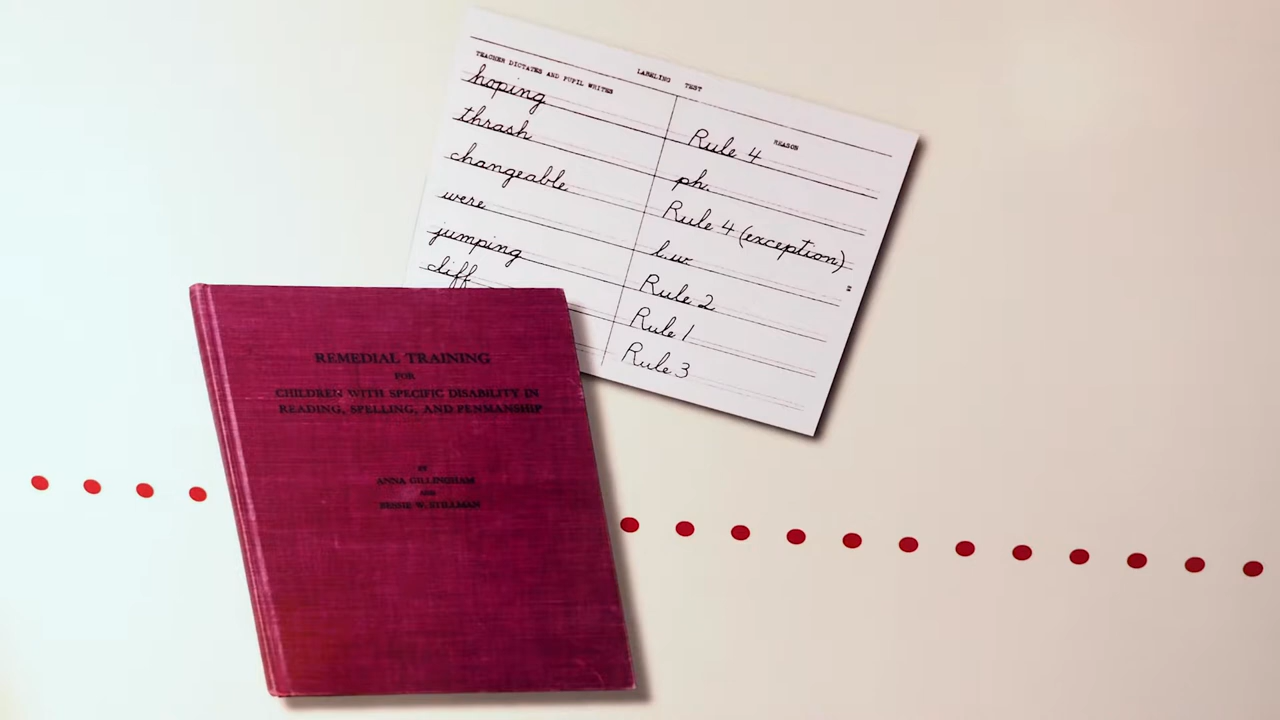 LABELING TEST
TEACHER DICTATES AND PUPIL WRITES
REASON
hoping Rule 4
thrash ph.
changeable Rule 4 (exception)
were l.w.
jumping Rule 2
cliff Rule 1
Rule 3
REMEDIAL TRAINING
FOR
CHILDREN WITH SPECIFIC DISABILITY IN
READING, SPELLING, AND PENMANSHIP
BY
ANNA GILLINGHAM
AND
BESSIE W. STILLMAN